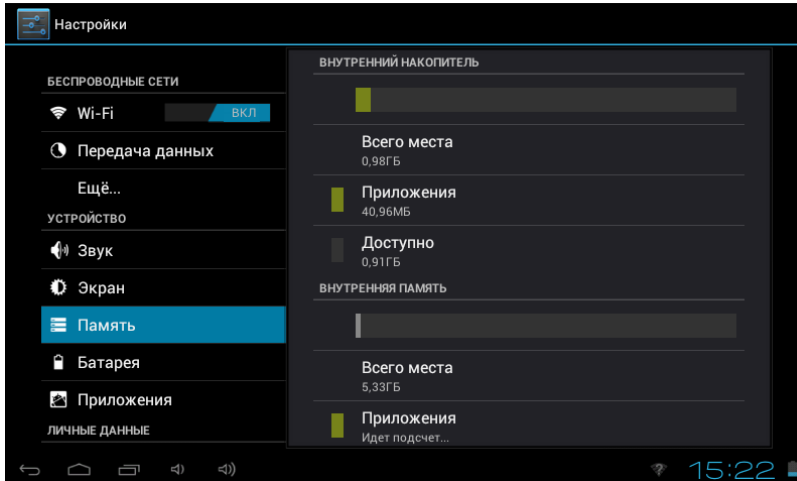 Настройки
БЕСПРОВОДНЫЕ СЕТИ
Wi-Fi ВКЛ
Передача данных
Ещё...
УСТРОЙСТВО
Звук
Экран
Память
Батарея
Приложения
ЛИЧНЫЕ ДАННЫЕ
ВНУТРЕННИЙ НАКОПИТЕЛЬ
Всего места
0,98ГБ
Приложения
40,96МБ
Доступно
0,91ГБ
ВНУТРЕННЯЯ ПАМЯТЬ
Всего места
5,33ГБ
Приложения
Идет подсчет...
15:22